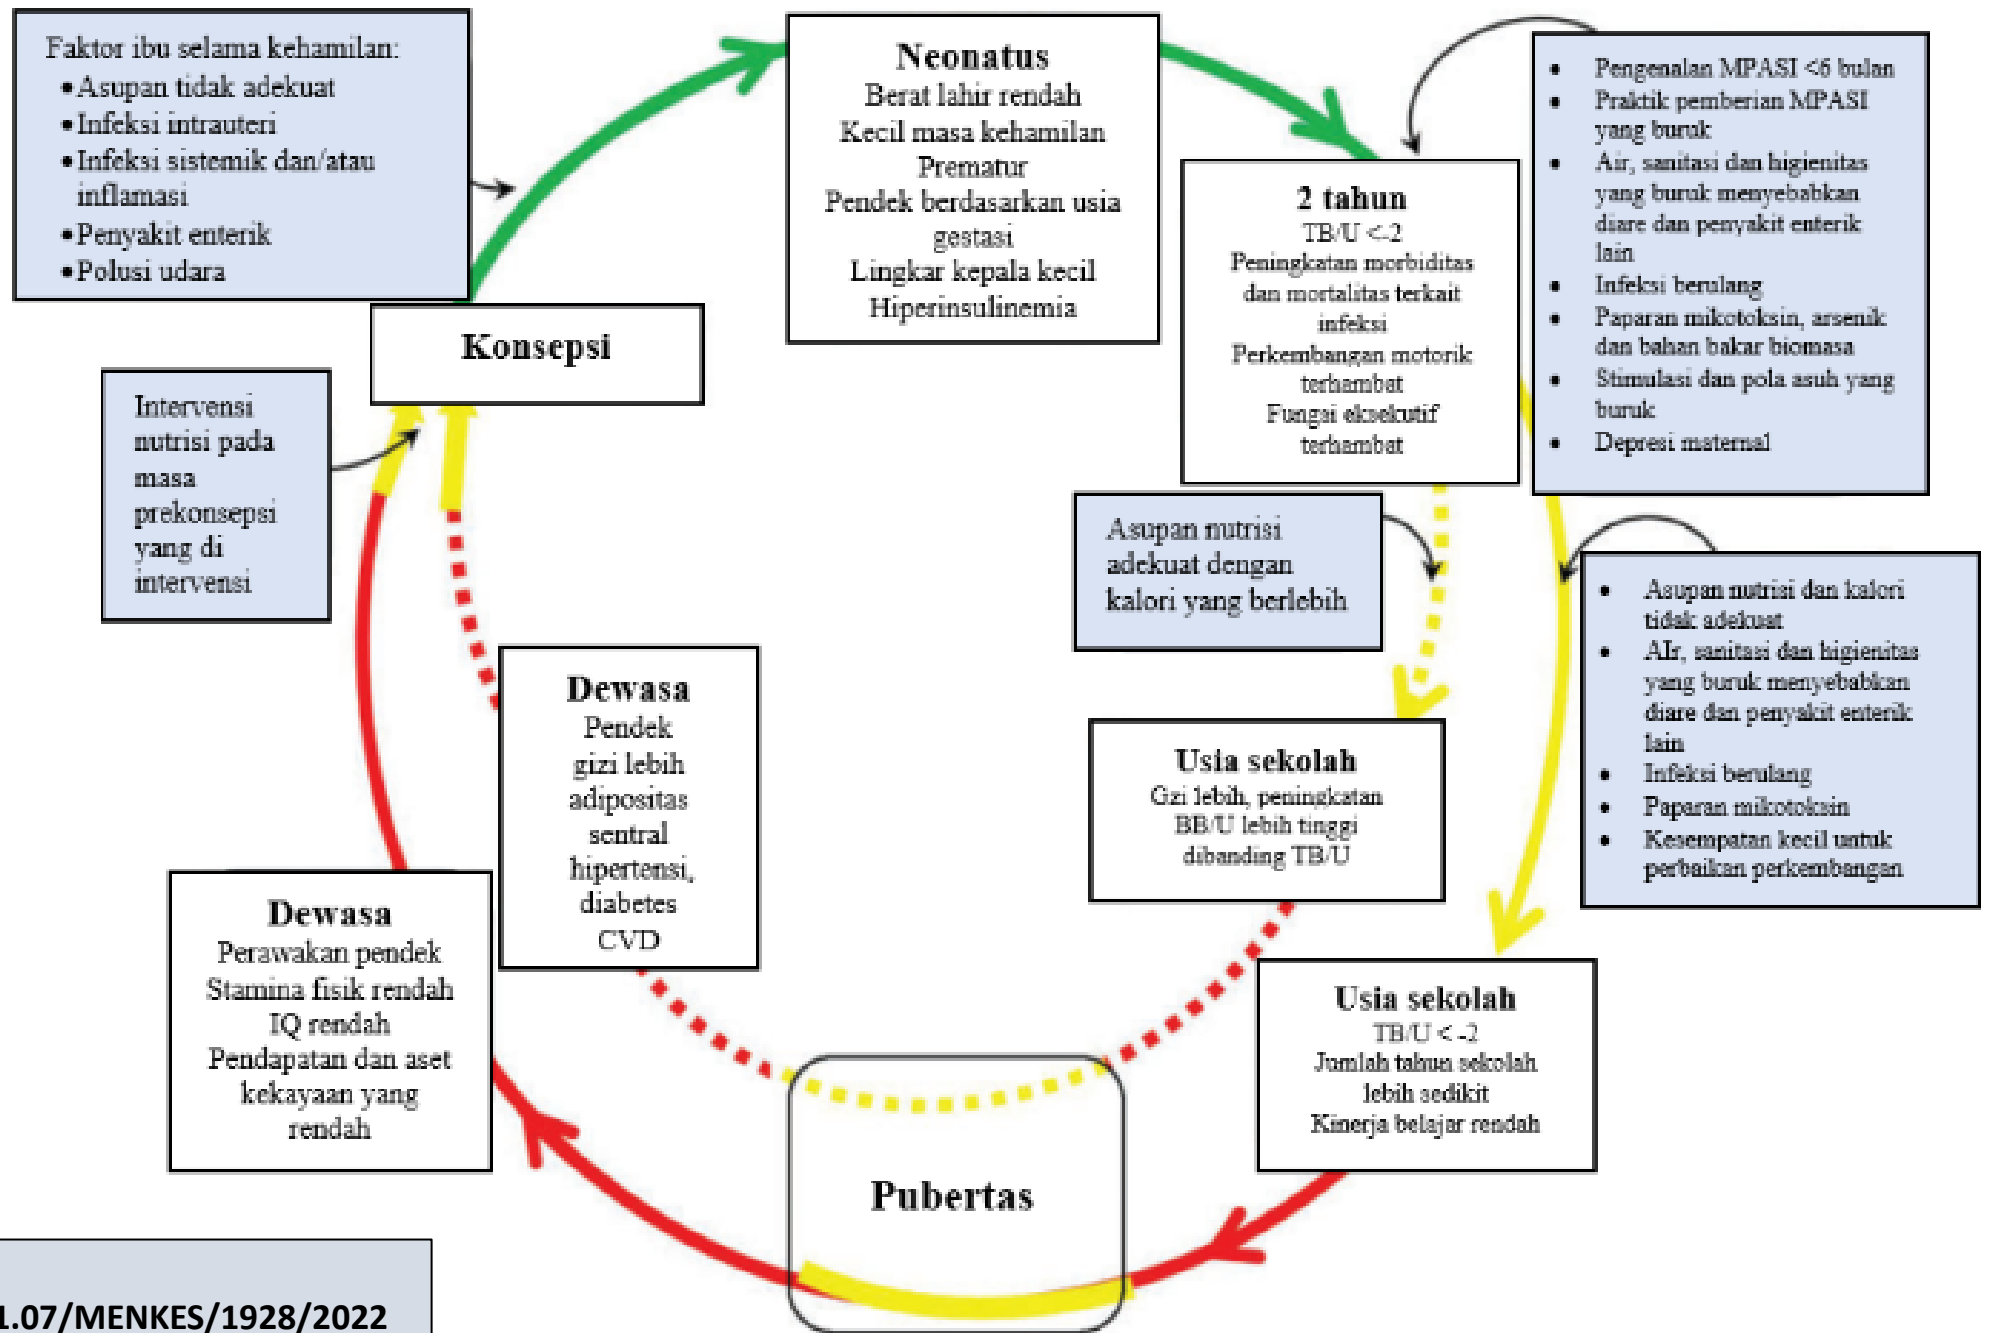 Faktor ibu selama kehamilan:
•Asupan tidak adekuat
•Infeksi intrauteri
•Infeksi sistemik dan/atau
inflamasi
•Penyakit enterik
•Polusi udara
Konsepsi
Intervensi
nutrisi pada
masa
prekonsepsi
yang di
intervensi
Neonatus
Berat lahir rendah
Kecil masa kehamilan
Prematur
Pendek berdasarkan usia
gestasi
Lingkar kepala kecil
Hiperinsulinemia
2 tahun
TB/U <-2
Peningkatan morbiditas
dan mortalitas terkait
infeksi
Perkembangan motorik
terhambat
Fungsi eksekutif
terhambat
• Pengenalan MPASI <6 bulan
• Praktik pemberian MPASI
yang buruk
• Air, sanitasi dan higienitas
yang buruk menyebabkan
diare dan penyakit enterik
lain
• Infeksi berulang
• Paparan mikotoksin, arsenik
dan bahan bakar biomasa
• Stimulasi dan pola asuh yang
buruk
• Depresi maternal
Asupan nutrisi
adekuat dengan
kalori yang berlebih
• Asupan nutrisi dan kalori
tidak adekuat
• AIr, sanitasi dan higienitas
yang buruk menyebabkan
diare dan penyakit enterik
lain
• Infeksi berulang
• Paparan mikotoksin
• Kesempatan kecil untuk
perbaikan perkembangan
Usia sekolah
Gzi lebih, peningkatan
BB/U lebih tinggi
dibanding TB/U
Usia sekolah
TB/U < -2
Jumlah tahun sekolah
lebih sedikit
Kinerja belajar rendah
Pubertas
Dewasa
Pendek
gizi lebih
adipositas
sentral
hipertensi,
diabetes
CVD
Dewasa
Perawakan pendek
Stamina fisik rendah
IQ rendah
Pendapatan dan aset
kekayaan yang
rendah
1.07/MENKES/1928/2022